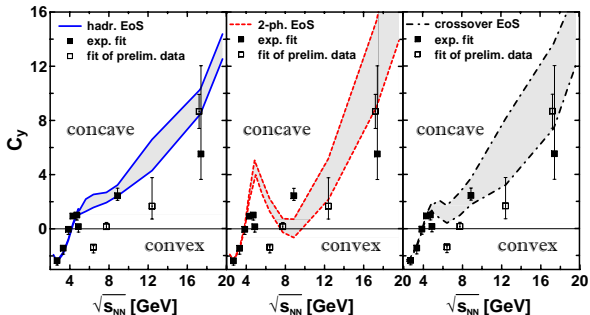 hadr. EoS
exp. fit
fit of prelim. data
2-ph. EoS
exp. fit
fit of prelim. data
crossover EoS
exp. fit
fit of prelim. data
16
12
8
4
0
-2
C_y
concave
convex
concave
convex
concave
convex
4 8 12 16 20
4 8 12 16 20
4 8 12 16 20
√s_NN [GeV]
√s_NN [GeV]
√s_NN [GeV]